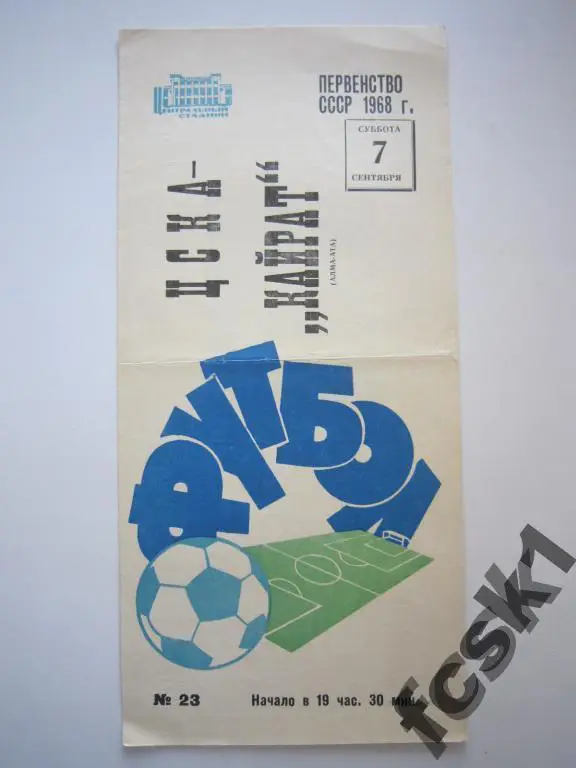 ЦЕНТРАЛЬНЫЙ
СТАДИОН
ПЕРВЕНСТВО
СССР 1968 г.
СУББОТА
7
СЕНТЯБРЯ
ЦСКА–
„КАЙРАТ“
(АЛМА-АТА)
ФУТБОЛ
№ 23
Начало в 19 час. 30 мин.
fcsk1